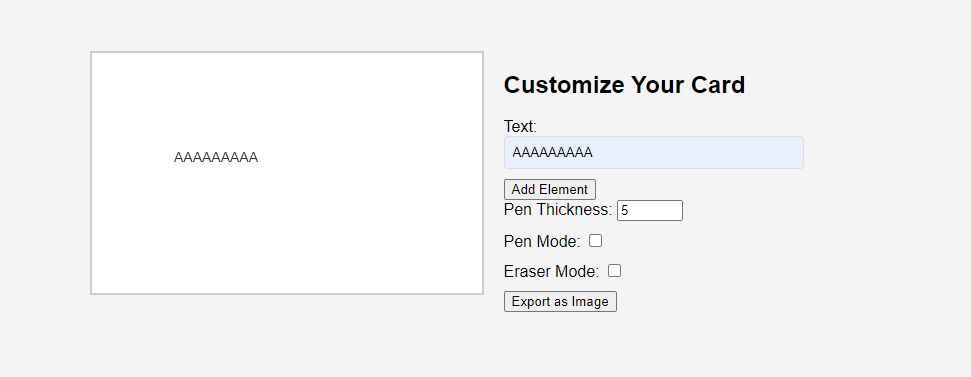 AAAAAAAAA
Customize Your Card
Text:
AAAAAAAAA
Add Element
Pen Thickness: 5
Pen Mode:
Eraser Mode:
Export as Image